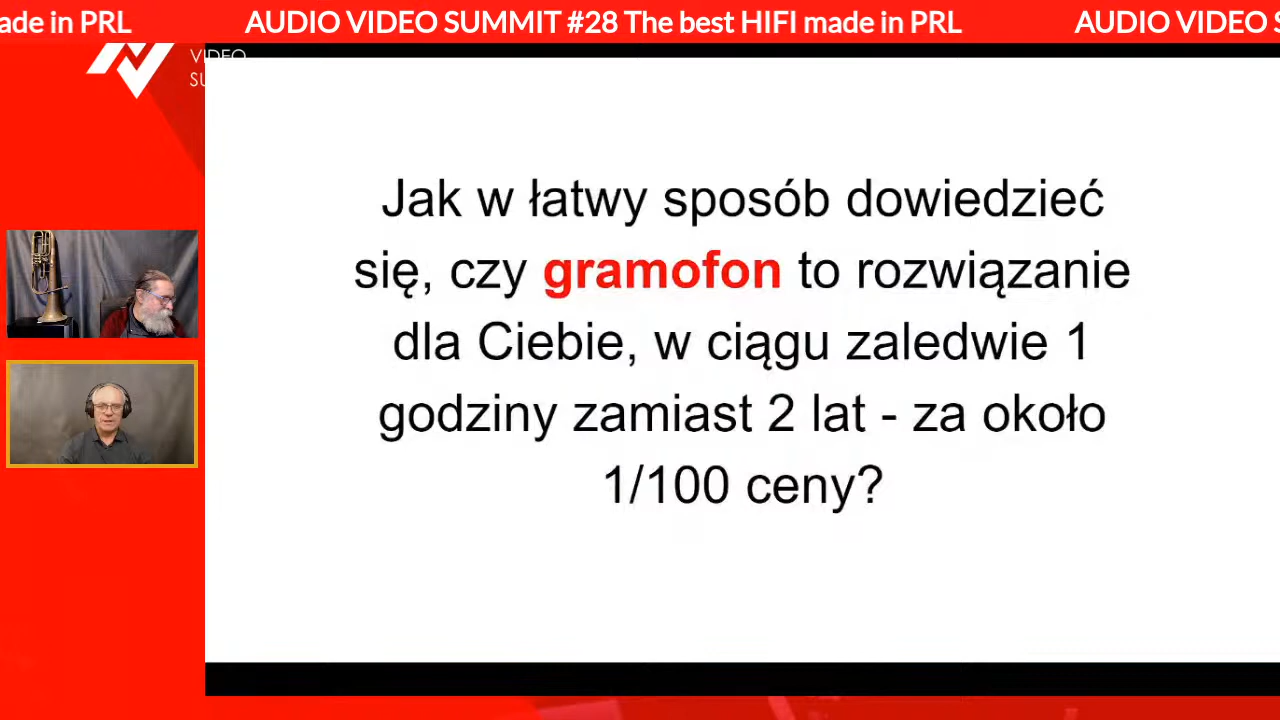 ade in PRL AUDIO VIDEO SUMMIT #28 The best HIFI made in PRL AUDIO VIDEO S
VIDEO
SU
Jak w łatwy sposób dowiedzieć
się, czy gramofon to rozwiązanie
dla Ciebie, w ciągu zaledwie 1
godziny zamiast 2 lat - za około
1/100 ceny?